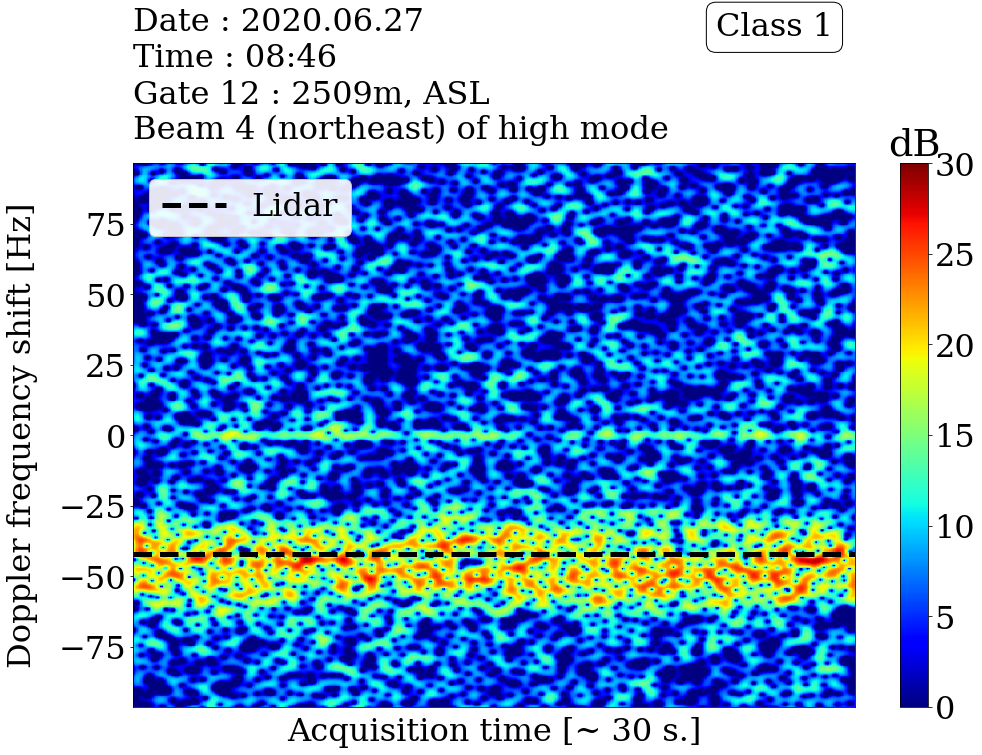 Date : 2020.06.27
Time : 08:46
Gate 12 : 2509m, ASL
Beam 4 (northeast) of high mode
Class 1
dB
Lidar
Doppler frequency shift [Hz]
75
50
25
0
−25
−50
−75
30
25
20
15
10
5
0
Acquisition time [~ 30 s.]